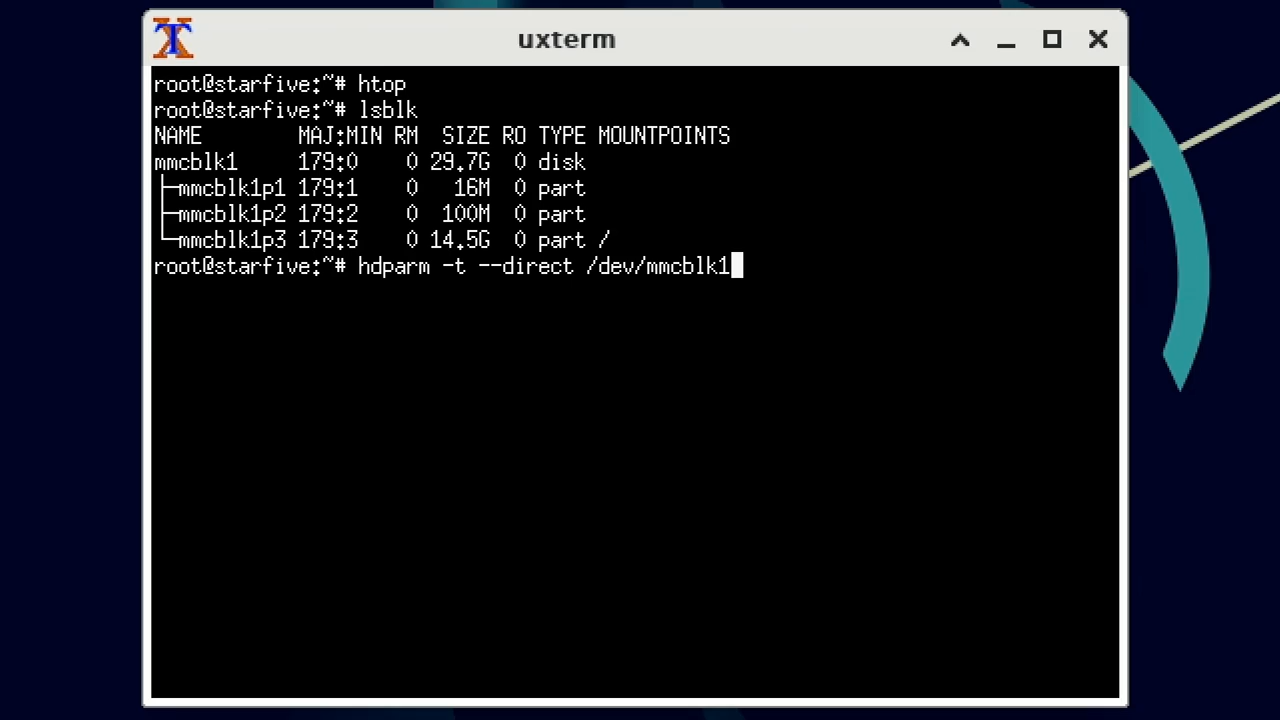 uxterm
root@starfive:~# htop
root@starfive:~# lsblk
NAME        MAJ:MIN RM   SIZE RO TYPE MOUNTPOINTS
mmcblk1     179:0    0 29.7G  0 disk
├─mmcblk1p1 179:1    0   16M  0 part
├─mmcblk1p2 179:2    0  100M  0 part
└─mmcblk1p3 179:3    0 14.5G  0 part /
root@starfive:~# hdparm -t --direct /dev/mmcblk1